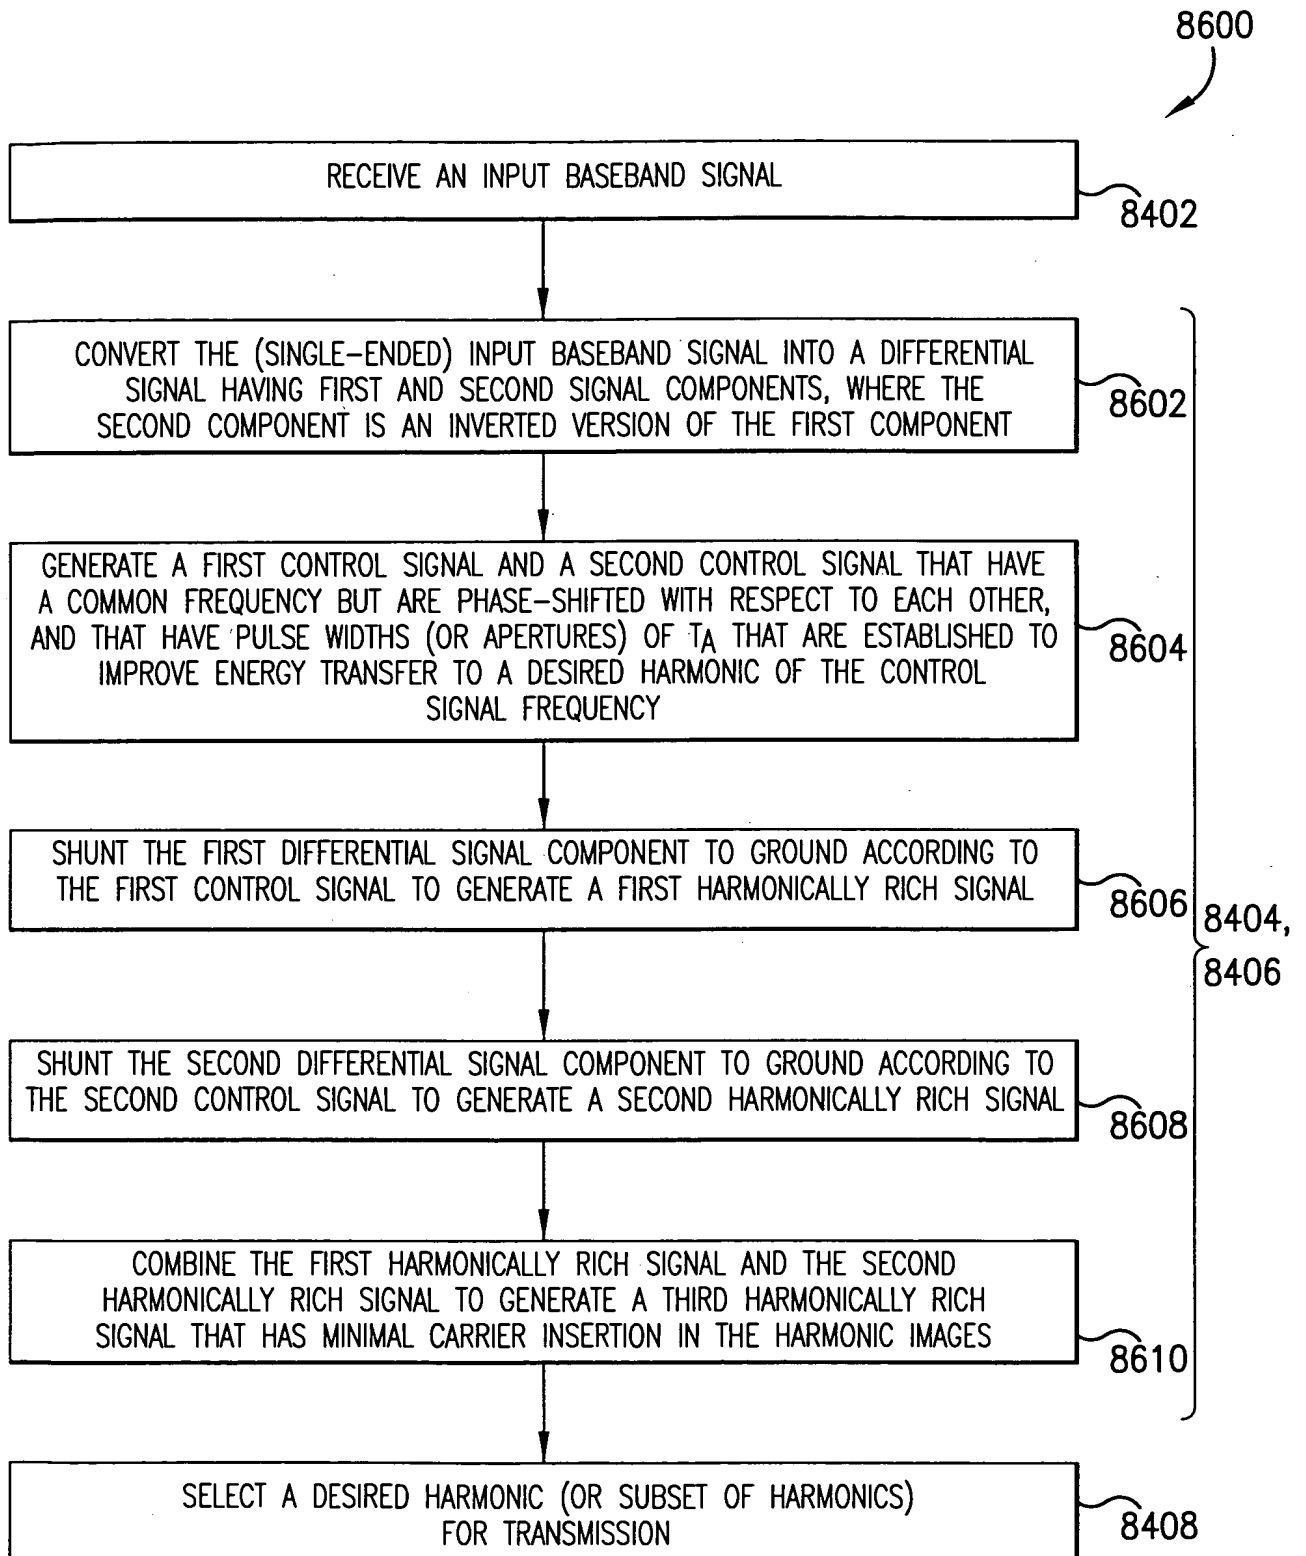 8600
RECEIVE AN INPUT BASEBAND SIGNAL
8402
CONVERT THE (SINGLE-ENDED) INPUT BASEBAND SIGNAL INTO A DIFFERENTIAL
SIGNAL HAVING FIRST AND SECOND SIGNAL COMPONENTS, WHERE THE
SECOND COMPONENT IS AN INVERTED VERSION OF THE FIRST COMPONENT
8602
GENERATE A FIRST CONTROL SIGNAL AND A SECOND CONTROL SIGNAL THAT HAVE
A COMMON FREQUENCY BUT ARE PHASE-SHIFTED WITH RESPECT TO EACH OTHER,
AND THAT HAVE PULSE WIDTHS (OR APERTURES) OF TA THAT ARE ESTABLISHED TO
IMPROVE ENERGY TRANSFER TO A DESIRED HARMONIC OF THE CONTROL
SIGNAL FREQUENCY
8604
SHUNT THE FIRST DIFFERENTIAL SIGNAL COMPONENT TO GROUND ACCORDING TO
THE FIRST CONTROL SIGNAL TO GENERATE A FIRST HARMONICALLY RICH SIGNAL
8606
8404,
8406
SHUNT THE SECOND DIFFERENTIAL SIGNAL COMPONENT TO GROUND ACCORDING TO
THE SECOND CONTROL SIGNAL TO GENERATE A SECOND HARMONICALLY RICH SIGNAL
8608
COMBINE THE FIRST HARMONICALLY RICH SIGNAL AND THE SECOND
HARMONICALLY RICH SIGNAL TO GENERATE A THIRD HARMONICALLY RICH
SIGNAL THAT HAS MINIMAL CARRIER INSERTION IN THE HARMONIC IMAGES
8610
SELECT A DESIRED HARMONIC (OR SUBSET OF HARMONICS)
FOR TRANSMISSION
8408